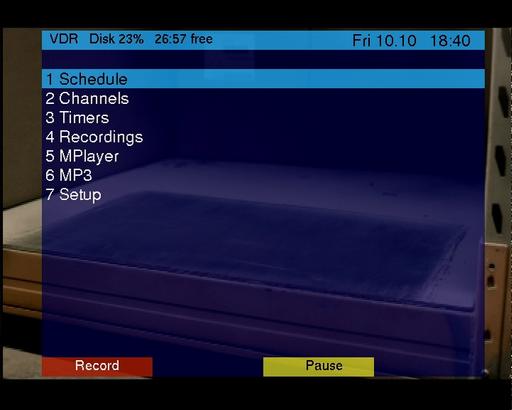 VDR Disk 23% 26:57 free Fri 10.10 18:40
1 Schedule
2 Channels
3 Timers
4 Recordings
5 MPlayer
6 MP3
7 Setup
Record Pause